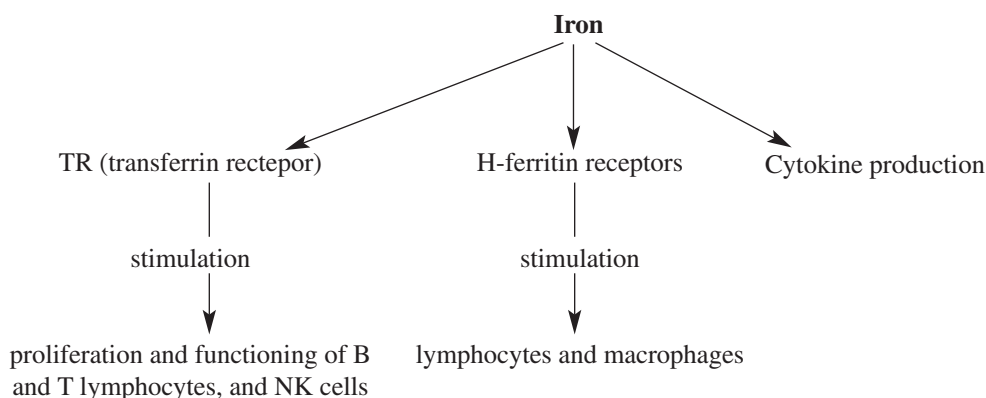 Iron
TR (transferrin rectepor)
H-ferritin receptors
Cytokine production
stimulation
stimulation
proliferation and functioning of B
and T lymphocytes, and NK cells
lymphocytes and macrophages